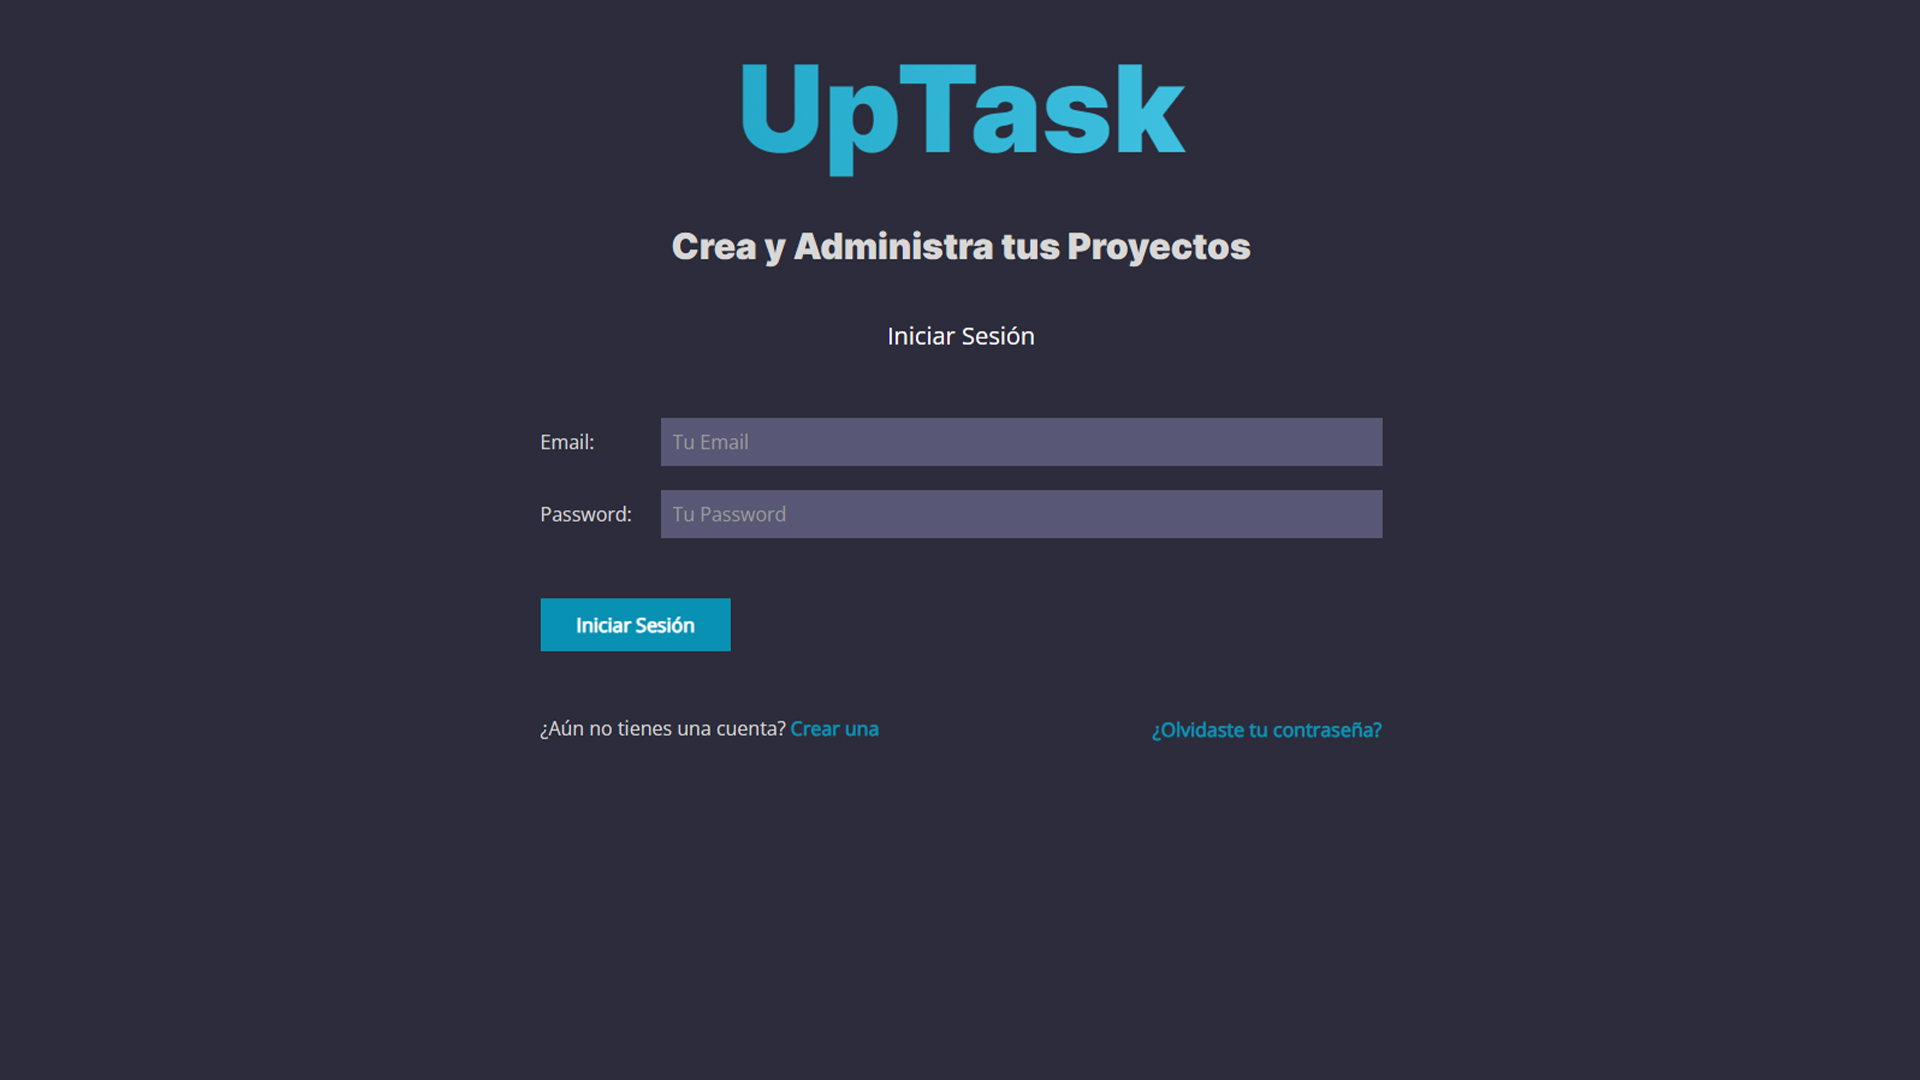 UpTask
Crea y Administra tus Proyectos
Iniciar Sesión
Email: Tu Email
Password: Tu Password
Iniciar Sesión
¿Aún no tienes una cuenta? Crear una ¿Olvidaste tu contraseña?